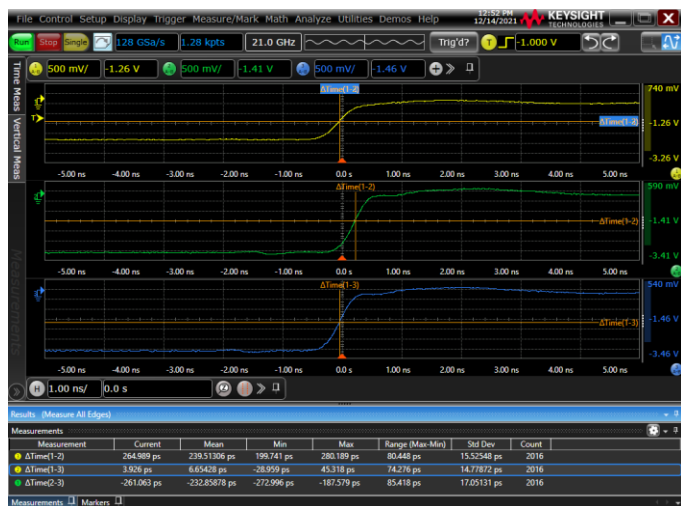 File Control Setup Display Trigger Measure/Mark Math Analyze Utilities Demos Help
12:52 PM
12/14/2021
KEYSIGHT
TECHNOLOGIES
Run Stop Single 128 GSa/s 1.28 kpts 21.0 GHz Trig'd? T -1.000 V
500 mV/ -1.26 V 500 mV/ -1.41 V 500 mV/ -1.46 V
Time Meas
Vertical Meas
Measurements
ΔTime(1-2) 740 mV
T
ΔTime(1-2) -1.26 V
-3.26 V
-5.00 ns -4.00 ns -3.00 ns -2.00 ns -1.00 ns 0.0 s 1.00 ns 2.00 ns 3.00 ns 4.00 ns 5.00 ns
ΔTime(1-2) 590 mV
ΔTime(1-2) -1.41 V
-3.41 V
-5.00 ns -4.00 ns -3.00 ns -2.00 ns -1.00 ns 0.0 s 1.00 ns 2.00 ns 3.00 ns 4.00 ns 5.00 ns
ΔTime(1-3) 540 mV
ΔTime(1-3) -1.46 V
-3.46 V
-5.00 ns -4.00 ns -3.00 ns -2.00 ns -1.00 ns 0.0 s 1.00 ns 2.00 ns 3.00 ns 4.00 ns 5.00 ns
H 1.00 ns/ 0.0 s
Results (Measure All Edges)
Measurements
Measurement Current Mean Min Max Range (Max-Min) Std Dev Count
ΔTime(1-2) 264.989 ps 239.51306 ps 199.741 ps 280.189 ps 80.448 ps 15.52548 ps 2016
ΔTime(1-3) 3.926 ps 6.65428 ps -28.959 ps 45.318 ps 74.276 ps 14.77872 ps 2016
ΔTime(2-3) -261.063 ps -232.85878 ps -272.996 ps -187.579 ps 85.418 ps 17.05131 ps 2016
Measurements Markers